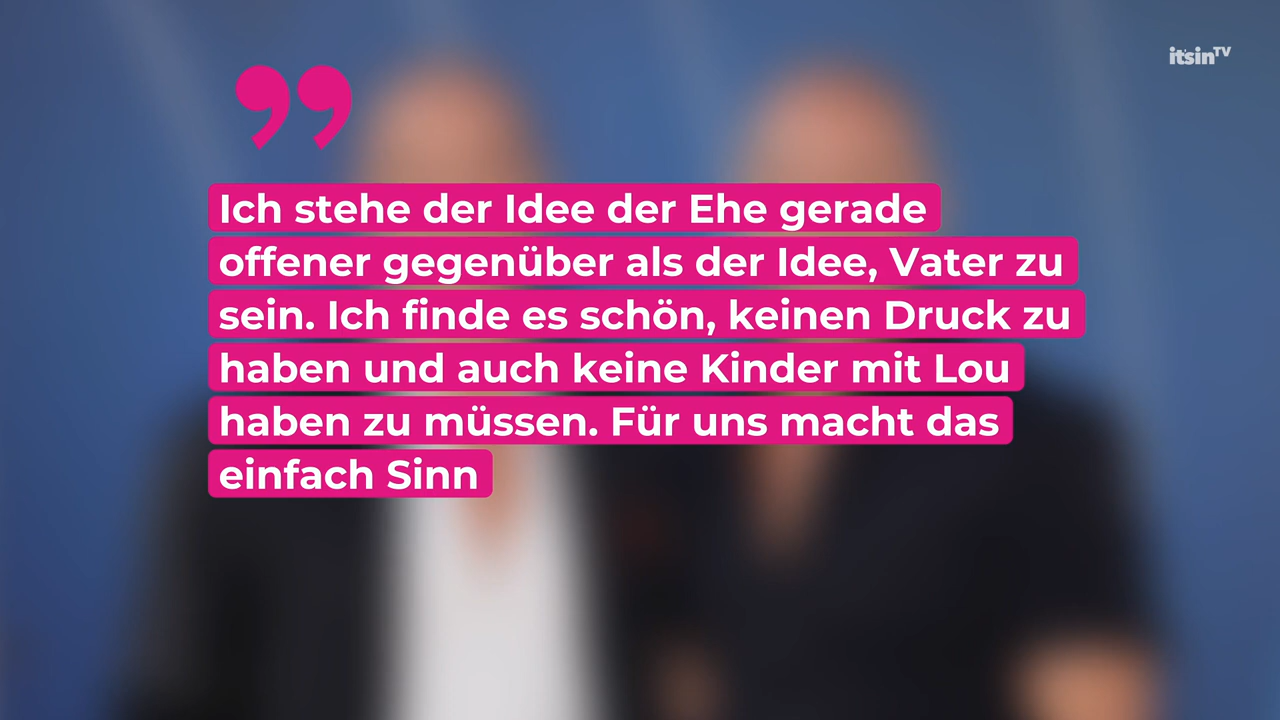 itsinTV
”
Ich stehe der Idee der Ehe gerade
offener gegenüber als der Idee, Vater zu
sein. Ich finde es schön, keinen Druck zu
haben und auch keine Kinder mit Lou
haben zu müssen. Für uns macht das
einfach Sinn